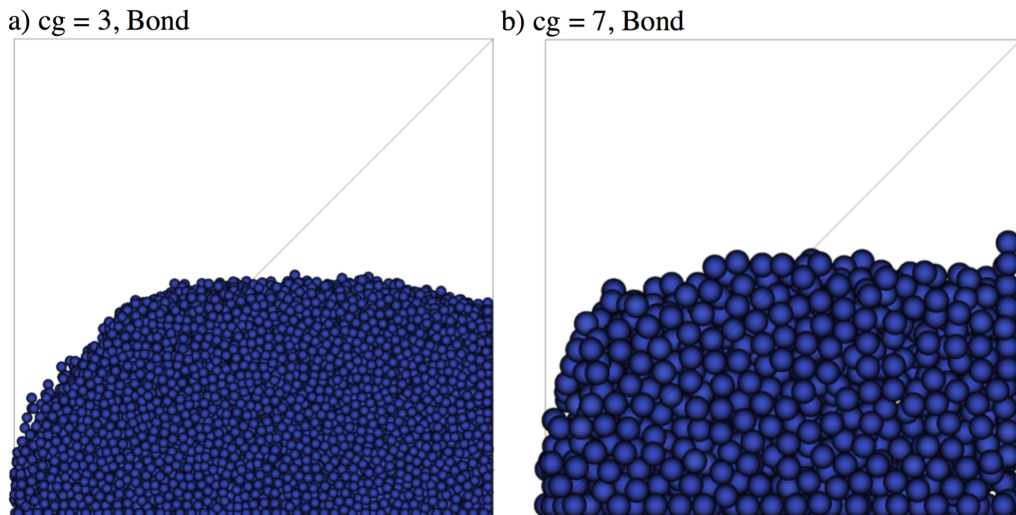 a) cg = 3, Bond
b) cg = 7, Bond